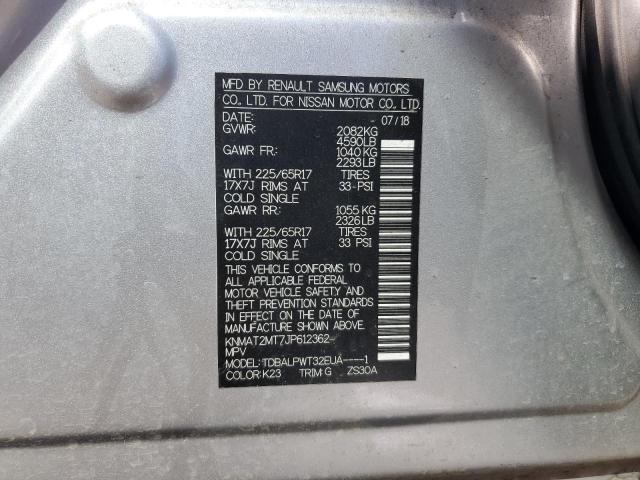 MFD BY RENAULT SAMSUNG MOTORS
CO., LTD. FOR NISSAN MOTOR CO., LTD.
DATE: - 07/18
GVWR: 2082KG
4590LB
GAWR FR: 1040KG
2293LB
WITH 225/65R17 TIRES
17X7J RIMS AT 33-PSI
COLD SINGLE
GAWR RR: 1055KG
2326LB
WITH 225/65R17 TIRES
17X7J RIMS AT 33 PSI
COLD SINGLE
THIS VEHICLE CONFORMS TO
ALL APPLICABLE FEDERAL
MOTOR VEHICLE SAFETY AND
THEFT PREVENTION STANDARDS
IN EFFECT ON THE DATE OF
MANUFACTURE SHOWN ABOVE.
KNMAT2MT7JP612362-
MPV
MODEL:TDBALPWT32EUA----1
COLOR:K23 TRIM:G ZS30A